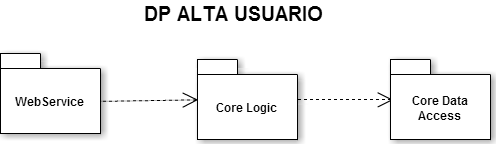 DP ALTA USUARIO
WebService
Core Logic
Core Data
Access